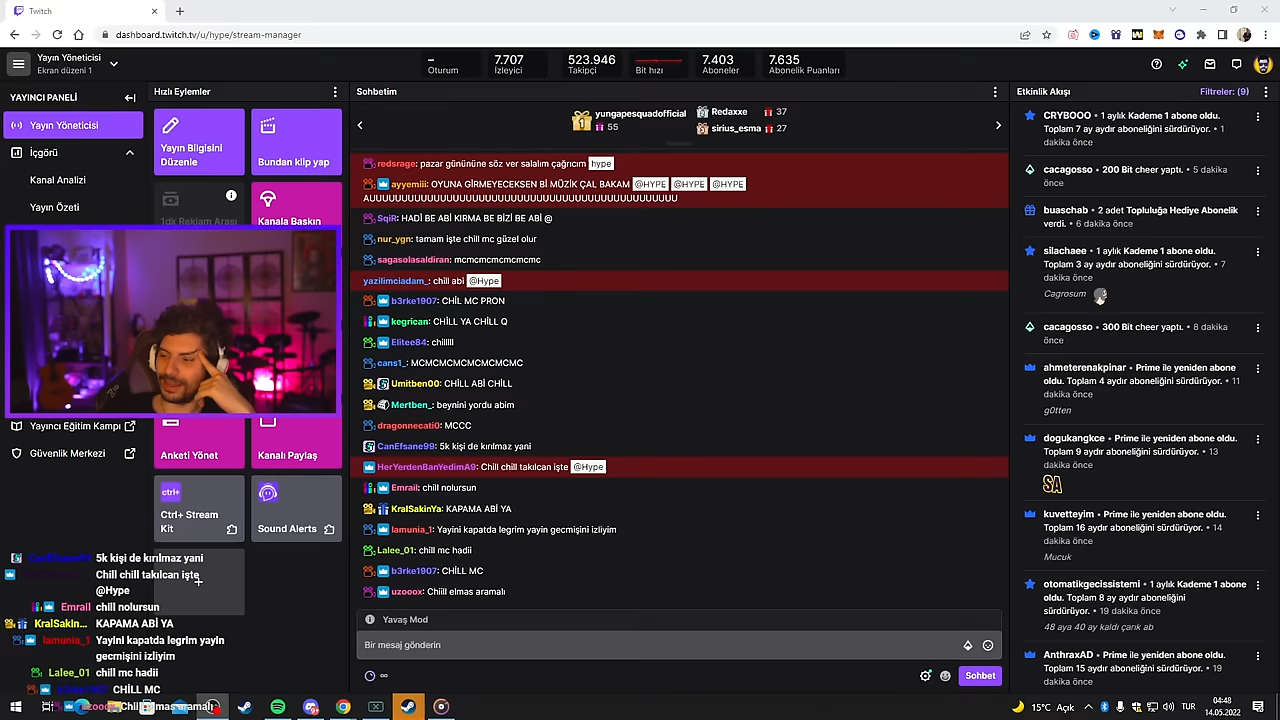 Twitch
dashboard.twitch.tv/u/hype/stream-manager
Yayın Yöneticisi
Ekran düzeni 1
–
Oturum
7.707
İzleyici
523.946
Takipçi
Bit hızı
7.403
Aboneler
7.635
Abonelik Puanları
YAYINCI PANELİ
Yayın Yöneticisi
İçgörü
Kanal Analizi
Yayın Özeti
Yayıncı Eğitim Kampı
Güvenlik Merkezi
Hızlı Eylemler
Yayın Bilgisini
Düzenle
Bundan klip yap
1dk Reklam Arası
Kanala Baskın
Anketi Yönet
Kanalı Paylaş
ctrl+
Ctrl+ Stream
Kit
Sound Alerts
CanEfsane99 5k kişi de kırılmaz yani
Chill chill takılcan işte
@Hype
Emrail chill nolursun
KralSakin... KAPAMA ABİ YA
lamunia_1 Yayini kapatda legrim yayin
gecmişini izliyim
Lalee_01 chill mc hadii
b3rke1907 CHİLL MC
uzooox Chiill elmas aramalı
Sohbetim
1
yungapesquadofficial
55
Redaxxe 37
sirius_esma 27
redsrage: pazar günününe söz ver salalım çağrıcım hype
ayyemiii: OYUNA GİRMEYECEKSEN Bİ MÜZİK ÇAL BAKAM @HYPE @HYPE @HYPE
AUUUUUUUUUUUUUUUUUUUUUUUUUUUUUUUUUUUUUUUUUUUUUUUUUU
SqiR: HADİ BE ABİ KIRMA BE BİZİ BE ABİ @
nur_ygn: tamam işte chill mc güzel olur
sagasolasaldiran: mcmcmcmcmcmcmc
yazilimciadam_: chill abi @Hype
b3rke1907: CHİL MC PRON
kegrican: CHİLL YA CHİLL Q
Elitee84: chilllll
cans1_: MCMCMCMCMCMCMCMC
Umitben00: CHİLL ABİ CHİLL
Mertben_: beynini yordu abim
dragonnecati0: MCCC
CanEfsane99: 5k kişi de kırılmaz yani
HerYerdenBanYedimA9: Chill chill takılcan işte @Hype
Emrail: chill nolursun
KralSakinYa: KAPAMA ABİ YA
lamunia_1: Yayini kapatda legrim yayin gecmişini izliyim
Lalee_01: chill mc hadii
b3rke1907: CHİLL MC
uzooox: Chiill elmas aramalı
Yavaş Mod
Bir mesaj gönderin
∞
Sohbet
Etkinlik Akışı
Filtreler: (9)
CRYBOOO • 1 aylık Kademe 1 abone oldu.
Toplam 7 ay aydır aboneliğini sürdürüyor. • 1
dakika önce
cacagosso • 200 Bit cheer yaptı. • 5 dakika
önce
buaschab • 2 adet Topluluğa Hediye Abonelik
verdi. • 6 dakika önce
silachaee • 1 aylık Kademe 1 abone oldu.
Toplam 3 ay aydır aboneliğini sürdürüyor. • 7
dakika önce
Cagrosum
cacagosso • 300 Bit cheer yaptı. • 8 dakika
önce
ahmeterenakpinar • Prime ile yeniden abone
oldu. Toplam 4 aydır aboneliğini sürdürüyor. • 11
dakika önce
g0tten
dogukangkce • Prime ile yeniden abone oldu.
Toplam 9 aydır aboneliğini sürdürüyor. • 13
dakika önce
SA
kuvetteyim • Prime ile yeniden abone oldu.
Toplam 16 aydır aboneliğini sürdürüyor. • 14
dakika önce
Mucuk
otomatikgecissistemi • 1 aylık Kademe 1 abone
oldu. Toplam 8 ay aydır aboneliğini
sürdürüyor. • 19 dakika önce
48 aya 40 ay kaldı çarık ab
AnthraxAD • Prime ile yeniden abone oldu.
Toplam 15 aydır aboneliğini sürdürüyor. • 19
dakika önce
15°C Açık
TUR
04:48
14.05.2022